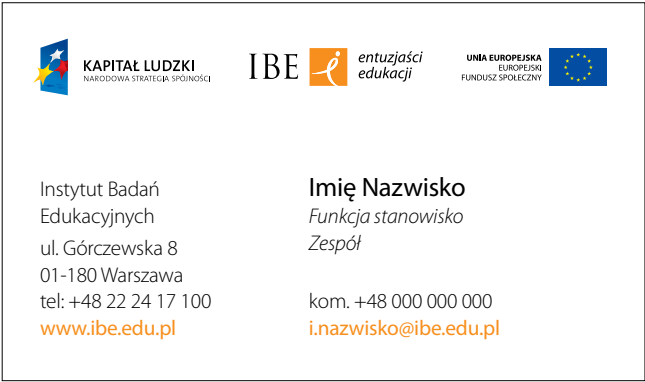 KAPITAŁ LUDZKI
NARODOWA STRATEGIA SPÓJNOŚCI
IBE
entuzjaści
edukacji
UNIA EUROPEJSKA
EUROPEJSKI
FUNDUSZ SPOŁECZNY
Instytut Badań
Edukacyjnych
ul. Górczewska 8
01-180 Warszawa
tel: +48 22 24 17 100
www.ibe.edu.pl
Imię Nazwisko
Funkcja stanowisko
Zespół
kom. +48 000 000 000
i.nazwisko@ibe.edu.pl